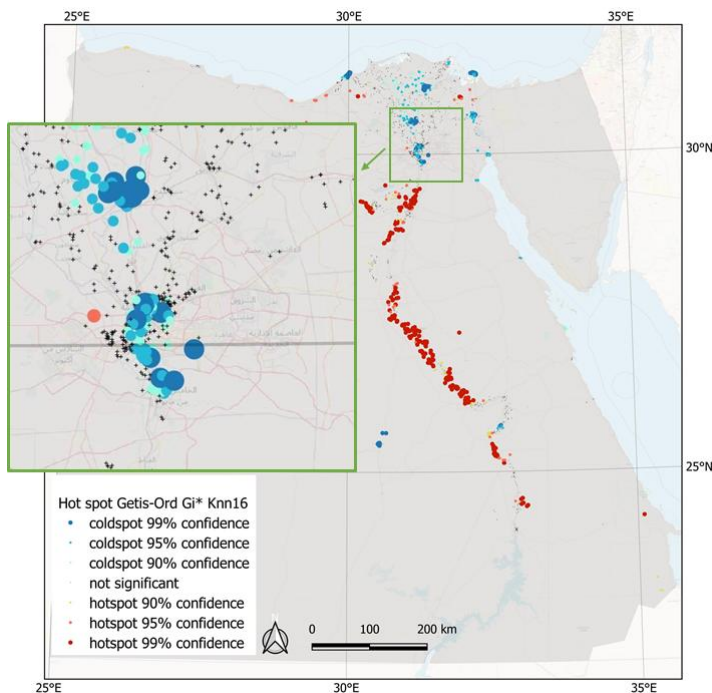 25°E 30°E 35°E
30°N
25°N
Hot spot Getis-Ord Gi* Knn16
coldspot 99% confidence
coldspot 95% confidence
coldspot 90% confidence
not significant
hotspot 90% confidence
hotspot 95% confidence
hotspot 99% confidence
0 100 200 km
25°E 30°E 35°E